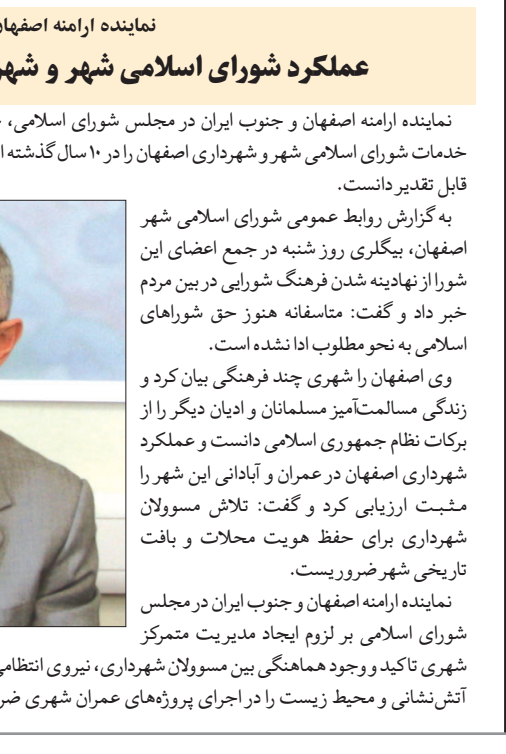 نماینده ارامنه اصفهان
عملکرد شورای اسلامی شهر و
نماینده ارامنه اصفهان و جنوب ایران در مجلس شورای اسلامی،
خدمات شورای اسلامی شهر و شهرداری اصفهان را در ۱۰ سال گذشته
قابل تقدیر دانست.
به گزارش روابط عمومی شورای اسلامی شهر
اصفهان، بیگلری روز شنبه در جمع اعضای این
شورا از نهادینه شدن فرهنگ شورایی در بین مردم
خبر داد و گفت: متاسفانه هنوز حق شوراهای
اسلامی به نحو مطلوب ادا نشده است.
وی اصفهان را شهری چند فرهنگی بیان کرد و
زندگی مسالمت‌آمیز مسلمانان و ادیان دیگر را از
برکات نظام جمهوری اسلامی دانست و عملکرد
شهرداری اصفهان در عمران و آبادانی این شهر را
مثبت ارزیابی کرد و گفت: تلاش مسوولان
شهرداری برای حفظ هویت محلات و بافت
تاریخی شهر ضروریست.
نماینده ارامنه اصفهان و جنوب ایران در مجلس
شورای اسلامی بر لزوم ایجاد مدیریت متمرکز
شهری تاکید و وجود هماهنگی بین مسوولان شهرداری، نیروی انتظامی
آتش‌نشانی و محیط زیست را در اجرای پروژه‌های عمران شهری